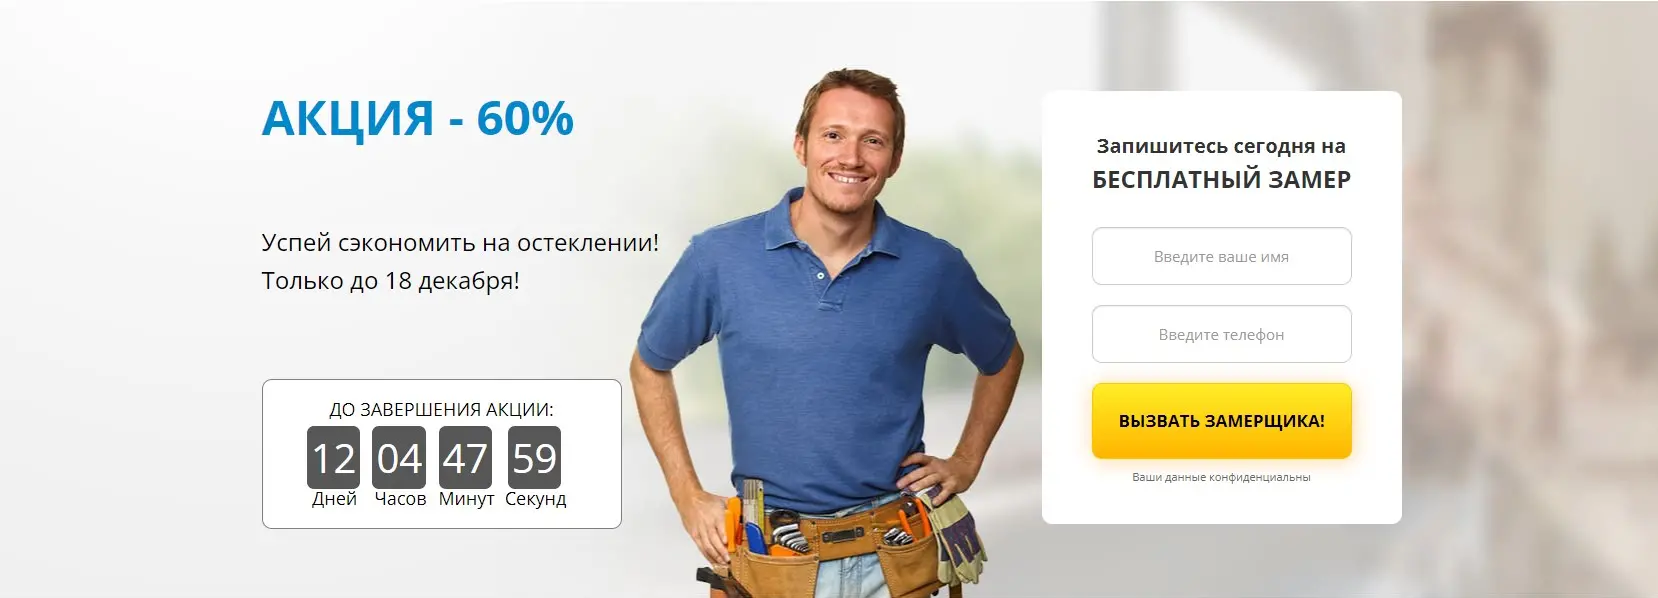 АКЦИЯ - 60%
Успей сэкономить на остеклении!
Только до 18 декабря!
ДО ЗАВЕРШЕНИЯ АКЦИИ:
12 04 47 59
Дней Часов Минут Секунд
Запишитесь сегодня на
БЕСПЛАТНЫЙ ЗАМЕР
Введите ваше имя
Введите телефон
ВЫЗВАТЬ ЗАМЕРЩИКА!
Ваши данные конфиденциальны